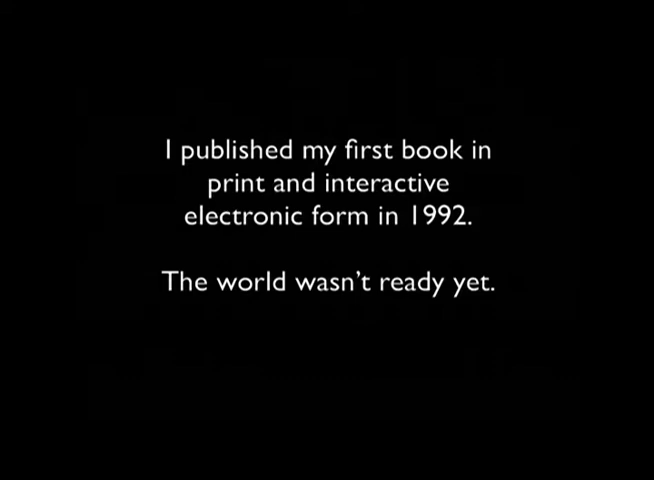 I published my first book in
print and interactive
electronic form in 1992.
The world wasn't ready yet.